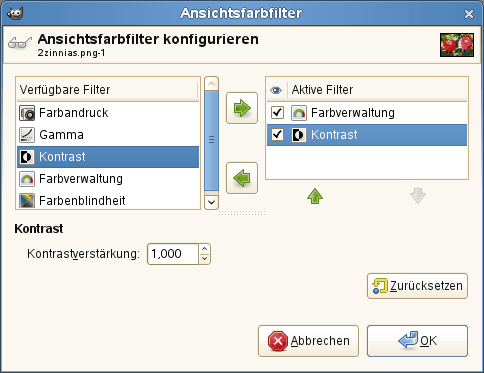 Ansichtsfarbfilter
Ansichtsfarbfilter konfigurieren
2zinnias.png-1
Verfügbare Filter
Farbandruck
Gamma
Kontrast
Farbverwaltung
Farbenblindheit
Aktive Filter
Farbverwaltung
Kontrast
Kontrast
Kontrastverstärkung: 1,000
Zurücksetzen
Abbrechen
OK